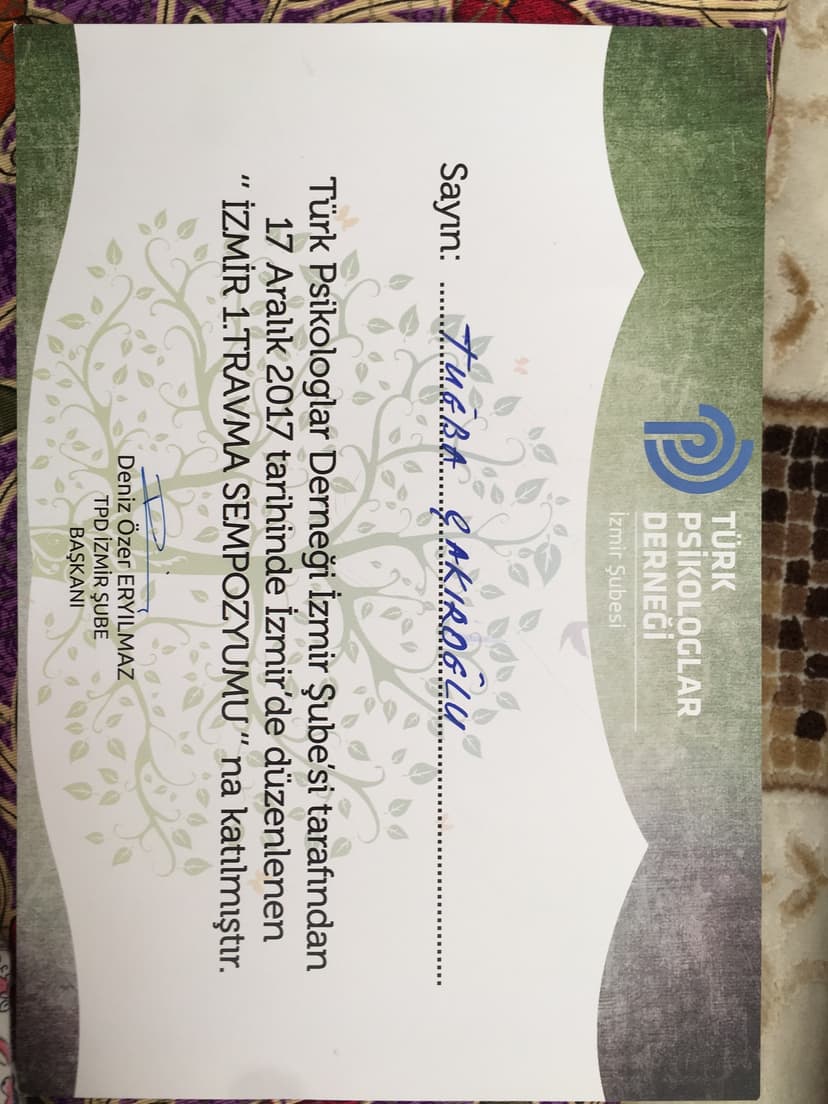 TÜRK
PSİKOLOGLAR
DERNEĞİ
İzmir Şubesi
Sayın: TUĞBA ÇAKIROĞLU
Türk Psikologlar Derneği İzmir Şube'si tarafından
17 Aralık 2017 tarihinde İzmir'de düzenlenen
“ İZMİR 1.TRAVMA SEMPOZYUMU ” na katılmıştır.
Deniz Özer ERYILMAZ
TPD İZMİR ŞUBE
BAŞKANI